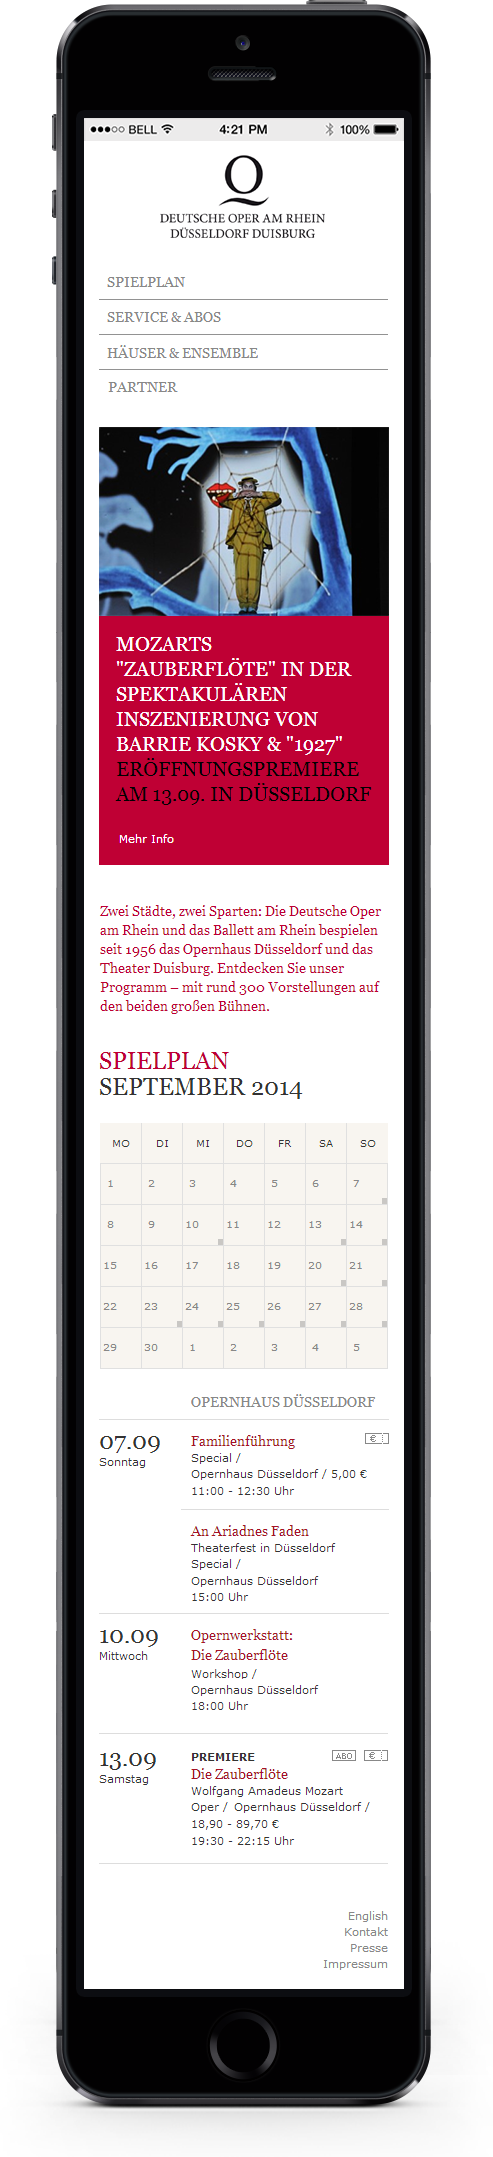 BELL 4:21 PM 100%
Q
DEUTSCHE OPER AM RHEIN
DÜSSELDORF DUISBURG
SPIELPLAN
SERVICE & ABOS
HÄUSER & ENSEMBLE
PARTNER
MOZARTS
"ZAUBERFLÖTE" IN DER
SPEKTAKULÄREN
INSZENIERUNG VON
BARRIE KOSKY & "1927"
ERÖFFNUNGSPREMIERE
AM 13.09. IN DÜSSELDORF
Mehr Info
Zwei Städte, zwei Sparten: Die Deutsche Oper
am Rhein und das Ballett am Rhein bespielen
seit 1956 das Opernhaus Düsseldorf und das
Theater Duisburg. Entdecken Sie unser
Programm – mit rund 300 Vorstellungen auf
den beiden großen Bühnen.
SPIELPLAN
SEPTEMBER 2014
MO DI MI DO FR SA SO
1 2 3 4 5 6 7
8 9 10 11 12 13 14
15 16 17 18 19 20 21
22 23 24 25 26 27 28
29 30 1 2 3 4 5
OPERNHAUS DÜSSELDORF
07.09
Sonntag
Familienführung €
Special /
Opernhaus Düsseldorf / 5,00 €
11:00 - 12:30 Uhr
An Ariadnes Faden
Theaterfest in Düsseldorf
Special /
Opernhaus Düsseldorf
15:00 Uhr
10.09
Mittwoch
Opernwerkstatt:
Die Zauberflöte
Workshop /
Opernhaus Düsseldorf
18:00 Uhr
13.09
Samstag
PREMIERE ABO €
Die Zauberflöte
Wolfgang Amadeus Mozart
Oper / Opernhaus Düsseldorf /
18,90 - 89,70 €
19:30 - 22:15 Uhr
English
Kontakt
Presse
Impressum